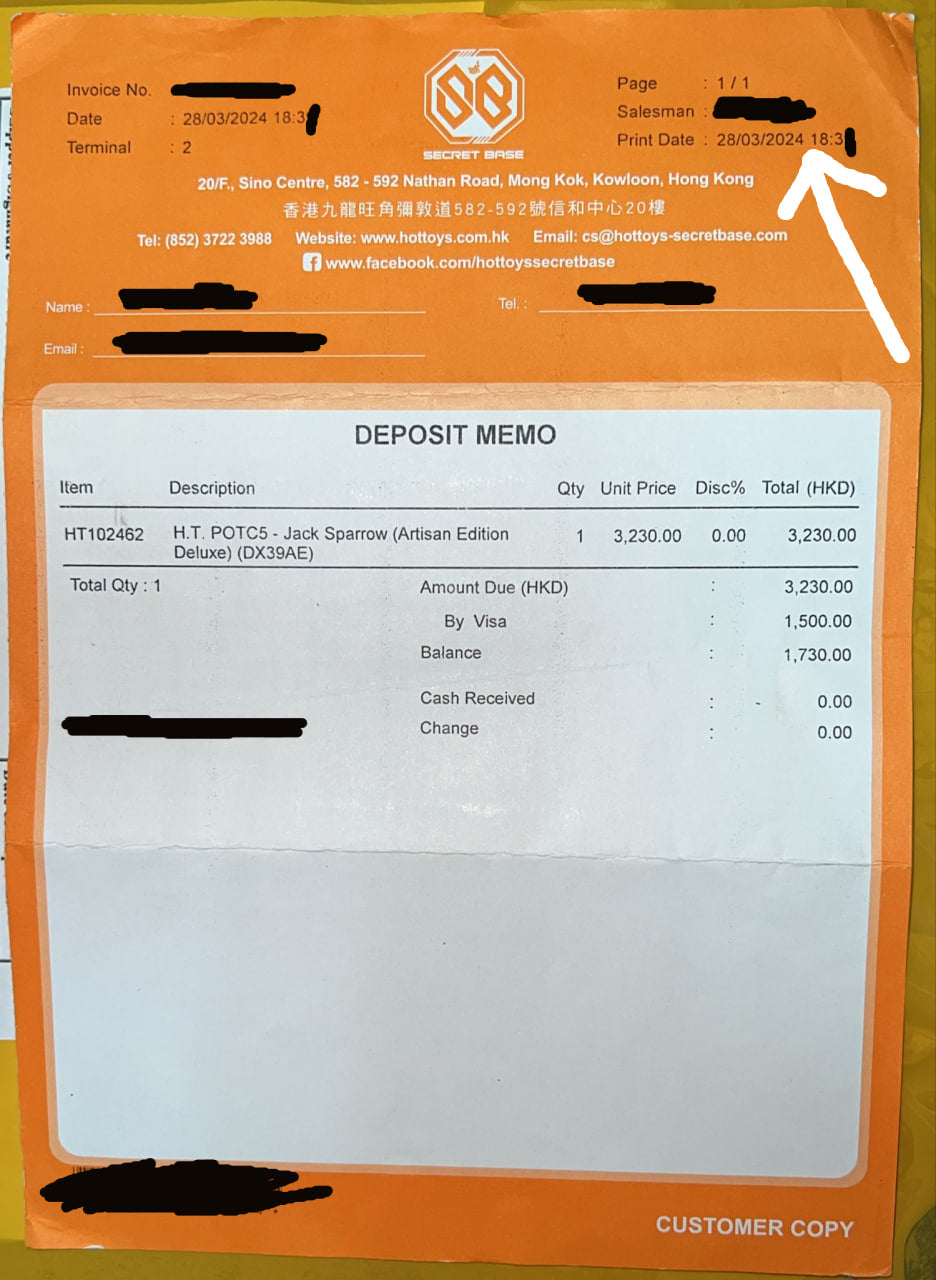 Invoice No.
Date : 28/03/2024 18:3
Terminal : 2
SECRET BASE
Page : 1 / 1
Salesman :
Print Date : 28/03/2024 18:3
20/F., Sino Centre, 582 - 592 Nathan Road, Mong Kok, Kowloon, Hong Kong
香港九龍旺角彌敦道582-592號信和中心20樓
Tel: (852) 3722 3988 Website: www.hottoys.com.hk Email: cs@hottoys-secretbase.com
www.facebook.com/hottoyssecretbase
Name : Tel. :
Email :
DEPOSIT MEMO
Item Description Qty Unit Price Disc% Total (HKD)
HT102462 H.T. POTC5 - Jack Sparrow (Artisan Edition 1 3,230.00 0.00 3,230.00
Deluxe) (DX39AE)
Total Qty : 1 Amount Due (HKD) : 3,230.00
By Visa : 1,500.00
Balance : 1,730.00
Cash Received : 0.00
Change : 0.00
CUSTOMER COPY